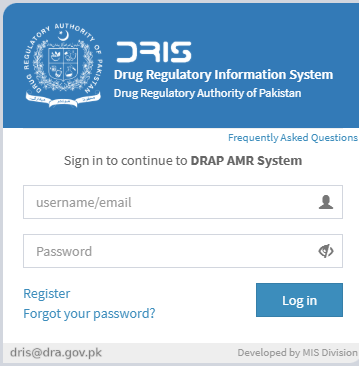 DRUG REGULATORY AUTHORITY OF PAKISTAN
DRIS
Drug Regulatory Information System
Drug Regulatory Authority of Pakistan
Frequently Asked Questions
Sign in to continue to DRAP AMR System
username/email
Password
Register
Forgot your password?
Log in
dris@dra.gov.pk
Developed by MIS Division